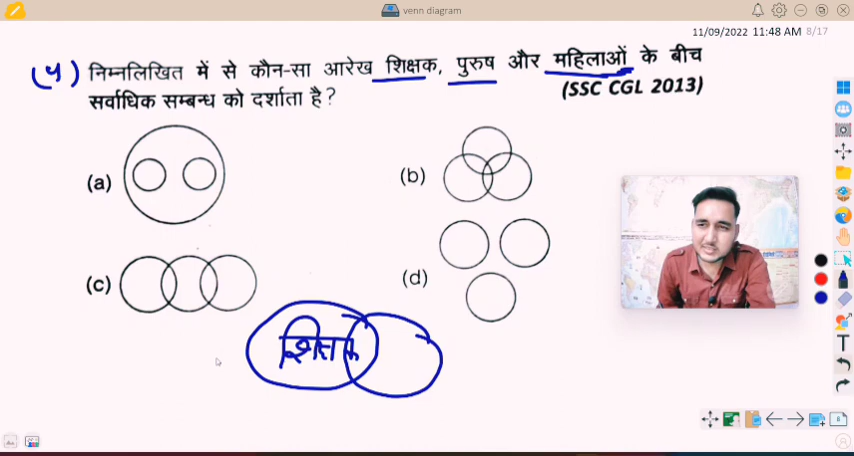 venn diagram
11/09/2022 11:48 AM 8/17
(4) निम्नलिखित में से कौन-सा आरेख शिक्षक, पुरुष और महिलाओं के बीच
सर्वाधिक सम्बन्ध को दर्शाता है?
(SSC CGL 2013)
(a)
(b)
(c)
(d)
शिक्षक